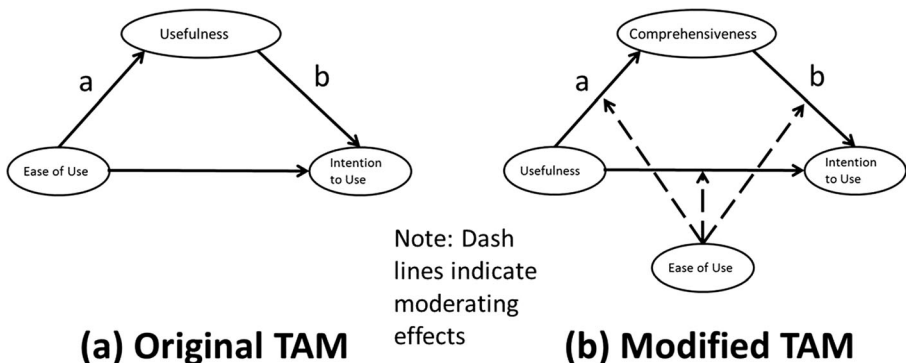 Usefulness
a
b
Ease of Use
Intention
to Use
(a) Original TAM
Note: Dash
lines indicate
moderating
effects
Comprehensiveness
a
b
Usefulness
Intention
to Use
Ease of Use
(b) Modified TAM